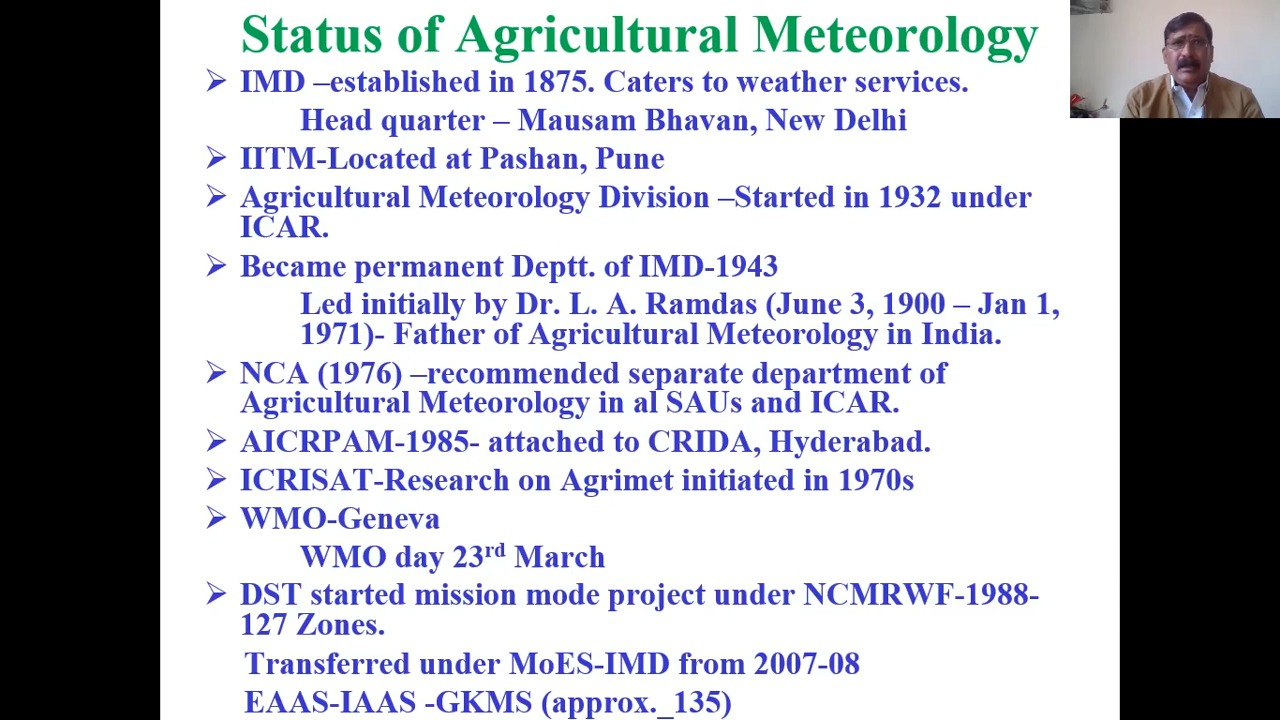 Status of Agricultural Meteorology
➢ IMD –established in 1875. Caters to weather services.
Head quarter – Mausam Bhavan, New Delhi
➢ IITM-Located at Pashan, Pune
➢ Agricultural Meteorology Division –Started in 1932 under
ICAR.
➢ Became permanent Deptt. of IMD-1943
Led initially by Dr. L. A. Ramdas (June 3, 1900 – Jan 1,
1971)- Father of Agricultural Meteorology in India.
➢ NCA (1976) –recommended separate department of
Agricultural Meteorology in al SAUs and ICAR.
➢ AICRPAM-1985- attached to CRIDA, Hyderabad.
➢ ICRISAT-Research on Agrimet initiated in 1970s
➢ WMO-Geneva
WMO day 23rd March
➢ DST started mission mode project under NCMRWF-1988-
127 Zones.
Transferred under MoES-IMD from 2007-08
EAAS-IAAS -GKMS (approx._135)